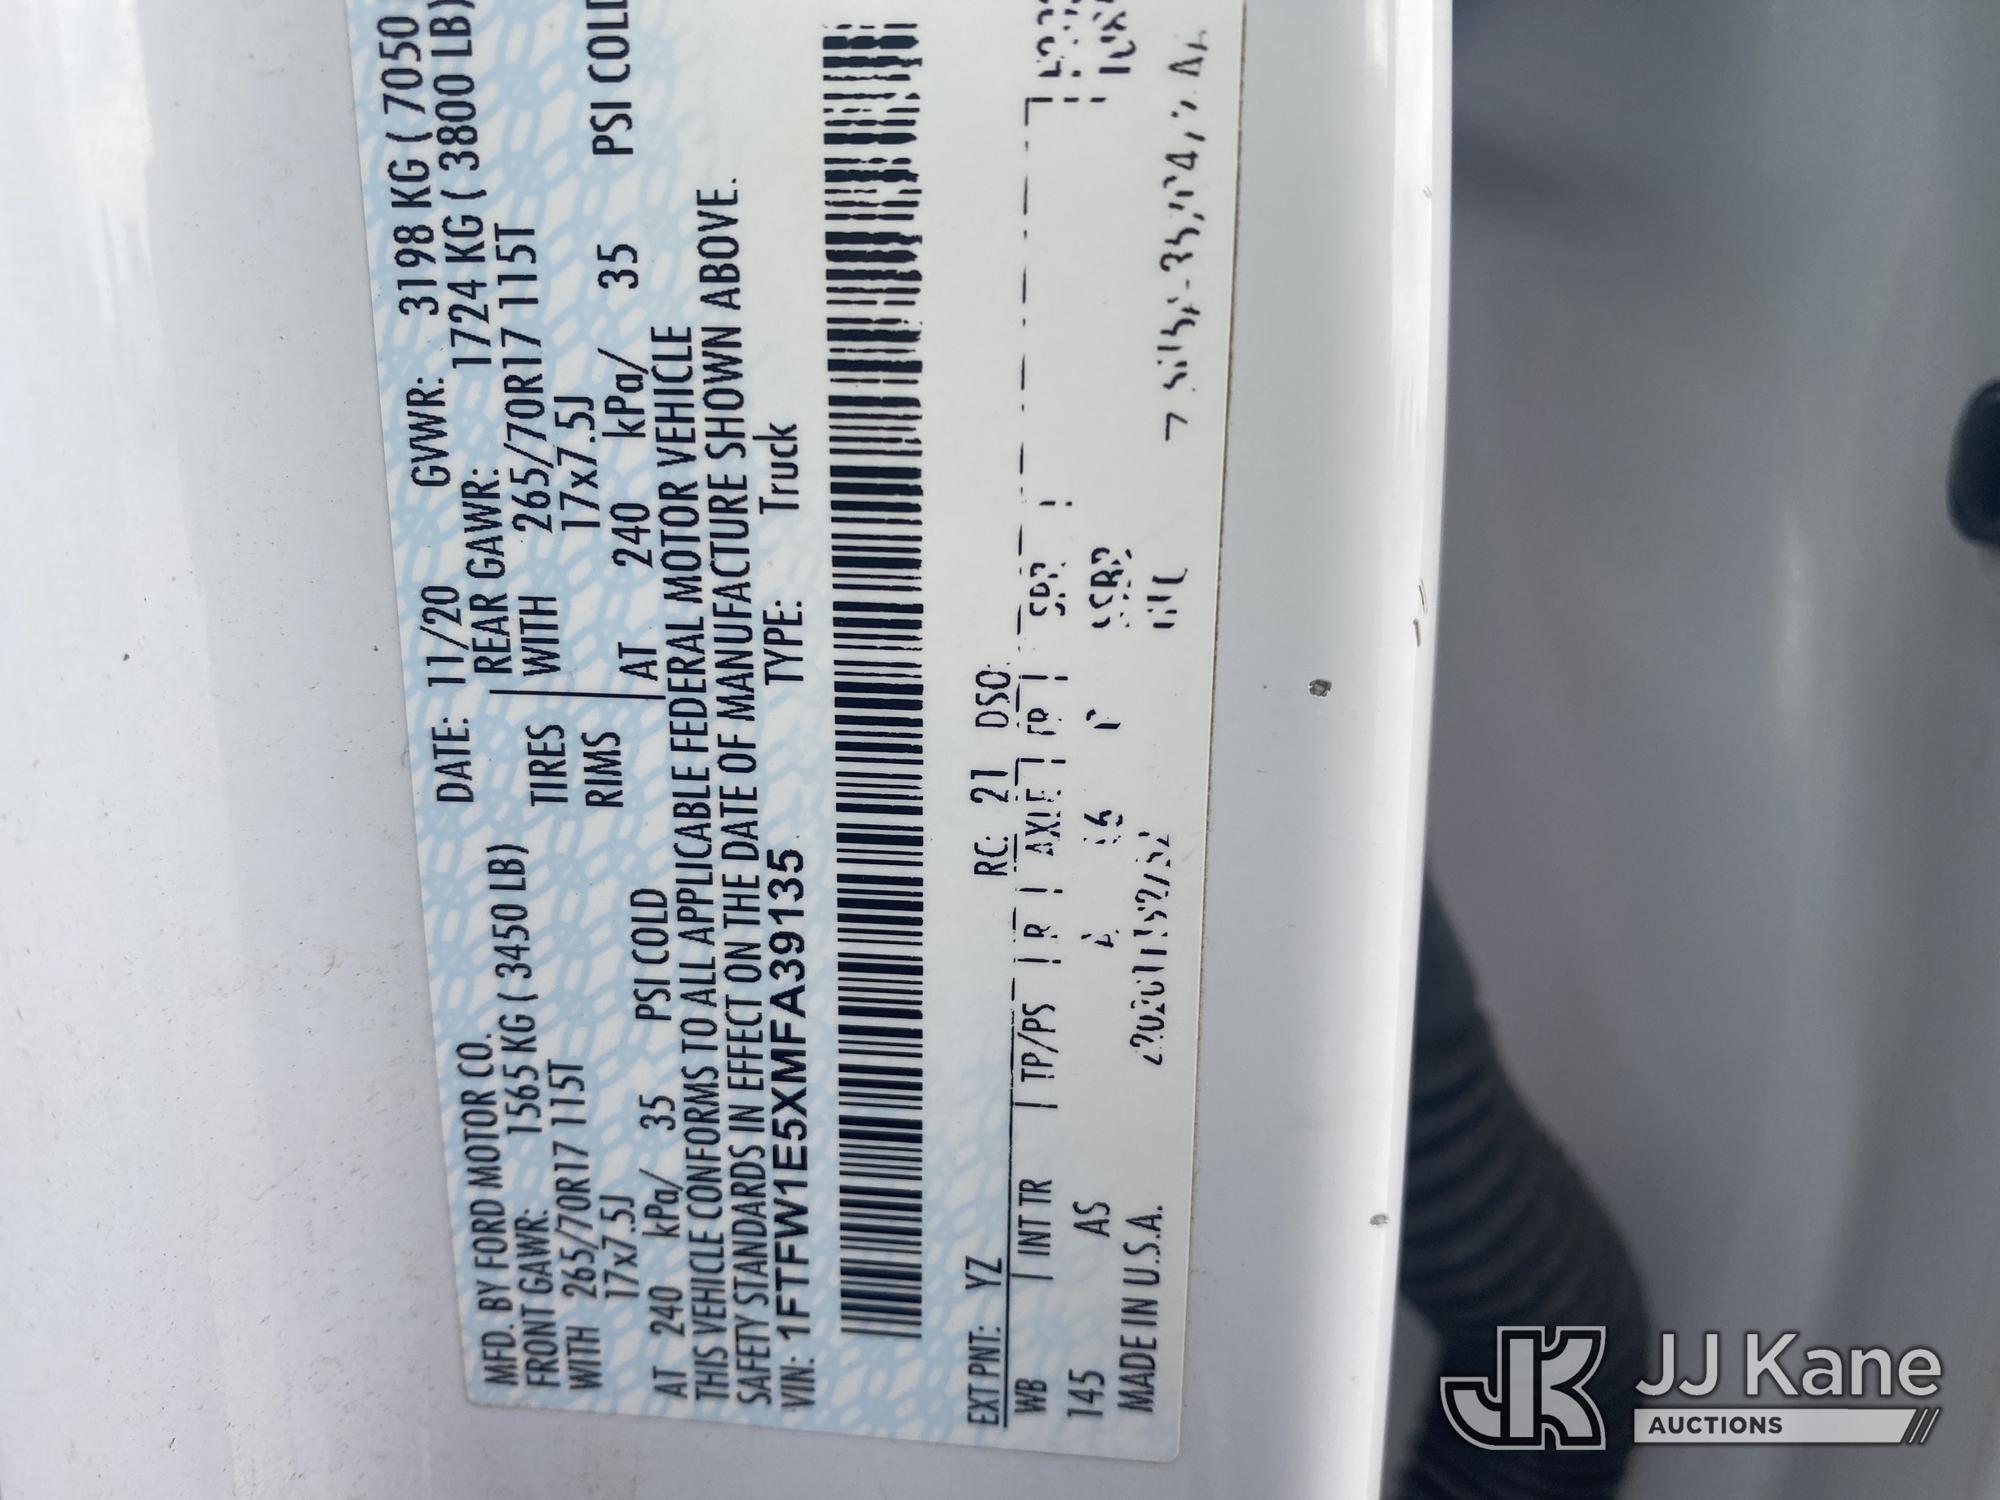 MFD. BY FORD MOTOR CO.
DATE: 11/20 GVWR: 3198 KG ( 7050
FRONT GAWR: 1565 KG ( 3450 LB)
REAR GAWR: 1724 KG ( 3800 LB)
WITH 265/70R17 115T
TIRES
WITH 265/70R17 115T
17x7.5J
RIMS
17x7.5J
AT 240 kPa/ 35 PSI COLD
AT 240 kPa/ 35 PSI COLD
THIS VEHICLE CONFORMS TO ALL APPLICABLE FEDERAL MOTOR VEHICLE
SAFETY STANDARDS IN EFFECT ON THE DATE OF MANUFACTURE SHOWN ABOVE.
VIN: 1FTFW1E5XMFA39135 TYPE: Truck
EXT PNT: YZ RC: 21 DSO:
WB INT TR TP/PS R AXLE TR SPR
145 AS
MADE IN U.S.A.
JJ Kane
AUCTIONS